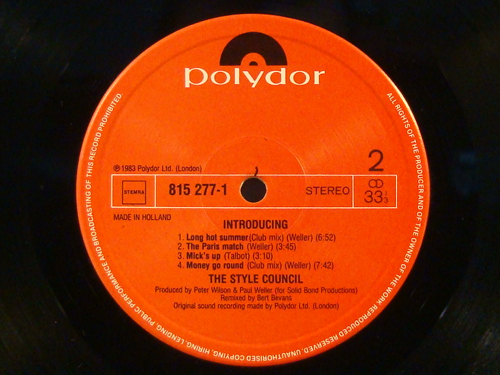 polydor
℗1983 Polydor Ltd. (London)
2
STEMRA
815 277-1
STEREO
33 1/3
MADE IN HOLLAND
INTRODUCING
1. Long hot summer(Club mix) (Weller) (6:52)
2. The Paris match (Weller) (3:45)
3. Mick's up (Talbot) (3:10)
4. Money go round (Club mix) (Weller) (7:42)
THE STYLE COUNCIL
Produced by Peter Wilson & Paul Weller (for Solid Bond Productions)
Remixed by Bert Bevans
Original sound recording made by Polydor Ltd. (London)
ALL RIGHTS OF THE PRODUCER AND OF THE OWNER OF THE WORK REPRODUCED RESERVED. UNAUTHORISED COPYING, HIRING, LENDING, PUBLIC PERFORMANCE AND BROADCASTING OF THIS RECORD PROHIBITED.